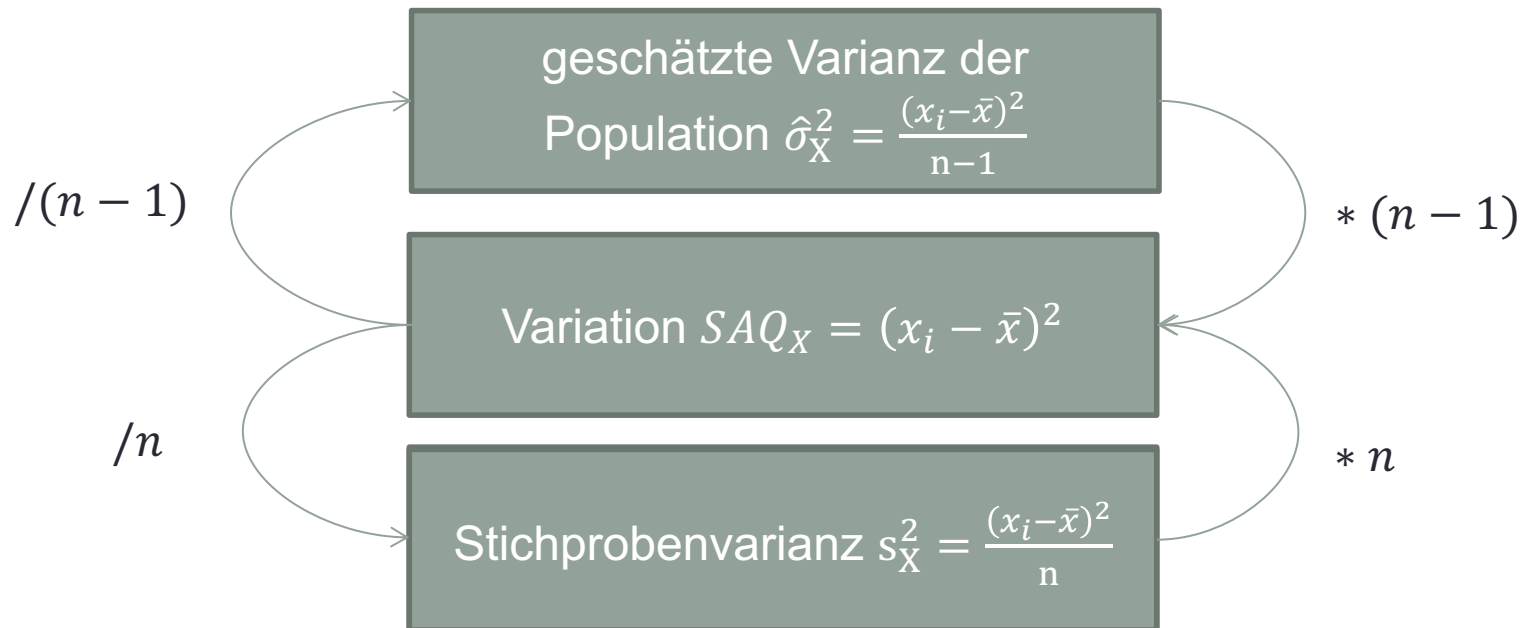 geschätzte Varianz der
Population σ̂²_X = (x_i − x̄)² / (n−1)
/(n − 1)
∗ (n − 1)
Variation SAQ_X = (x_i − x̄)²
/n
∗ n
Stichprobenvarianz s²_X = (x_i − x̄)² / n